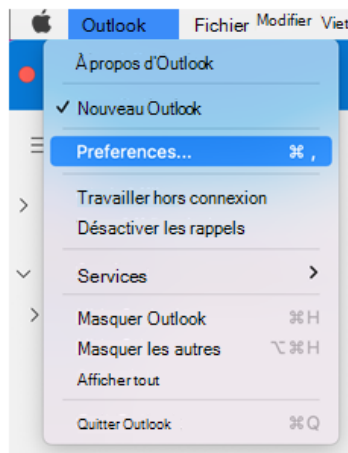 Outlook Fichier Modifier Viet
À propos d'Outlook
✓ Nouveau Outlook
Preferences... ⌘ ,
Travailler hors connexion
Désactiver les rappels
Services >
Masquer Outlook ⌘H
Masquer les autres ⌥⌘H
Afficher tout
Quitter Outlook ⌘Q